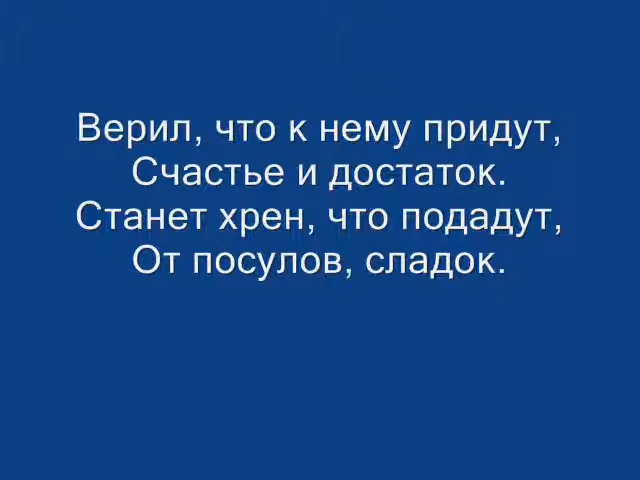 Верил, что к нему придут,
Счастье и достаток.
Станет хрен, что подадут,
От посулов, сладок.